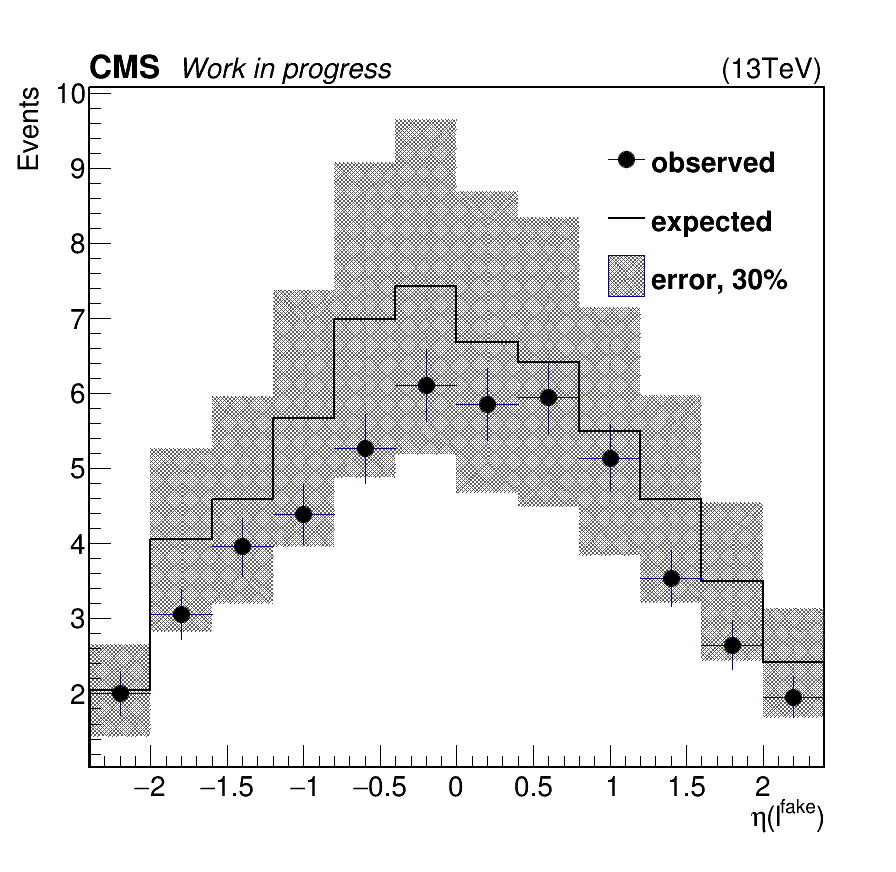 CMS Work in progress (13TeV)
Events
10
9
8
7
6
5
4
3
2
observed
expected
error, 30%
−2 −1.5 −1 −0.5 0 0.5 1 1.5 2
η(l^fake)